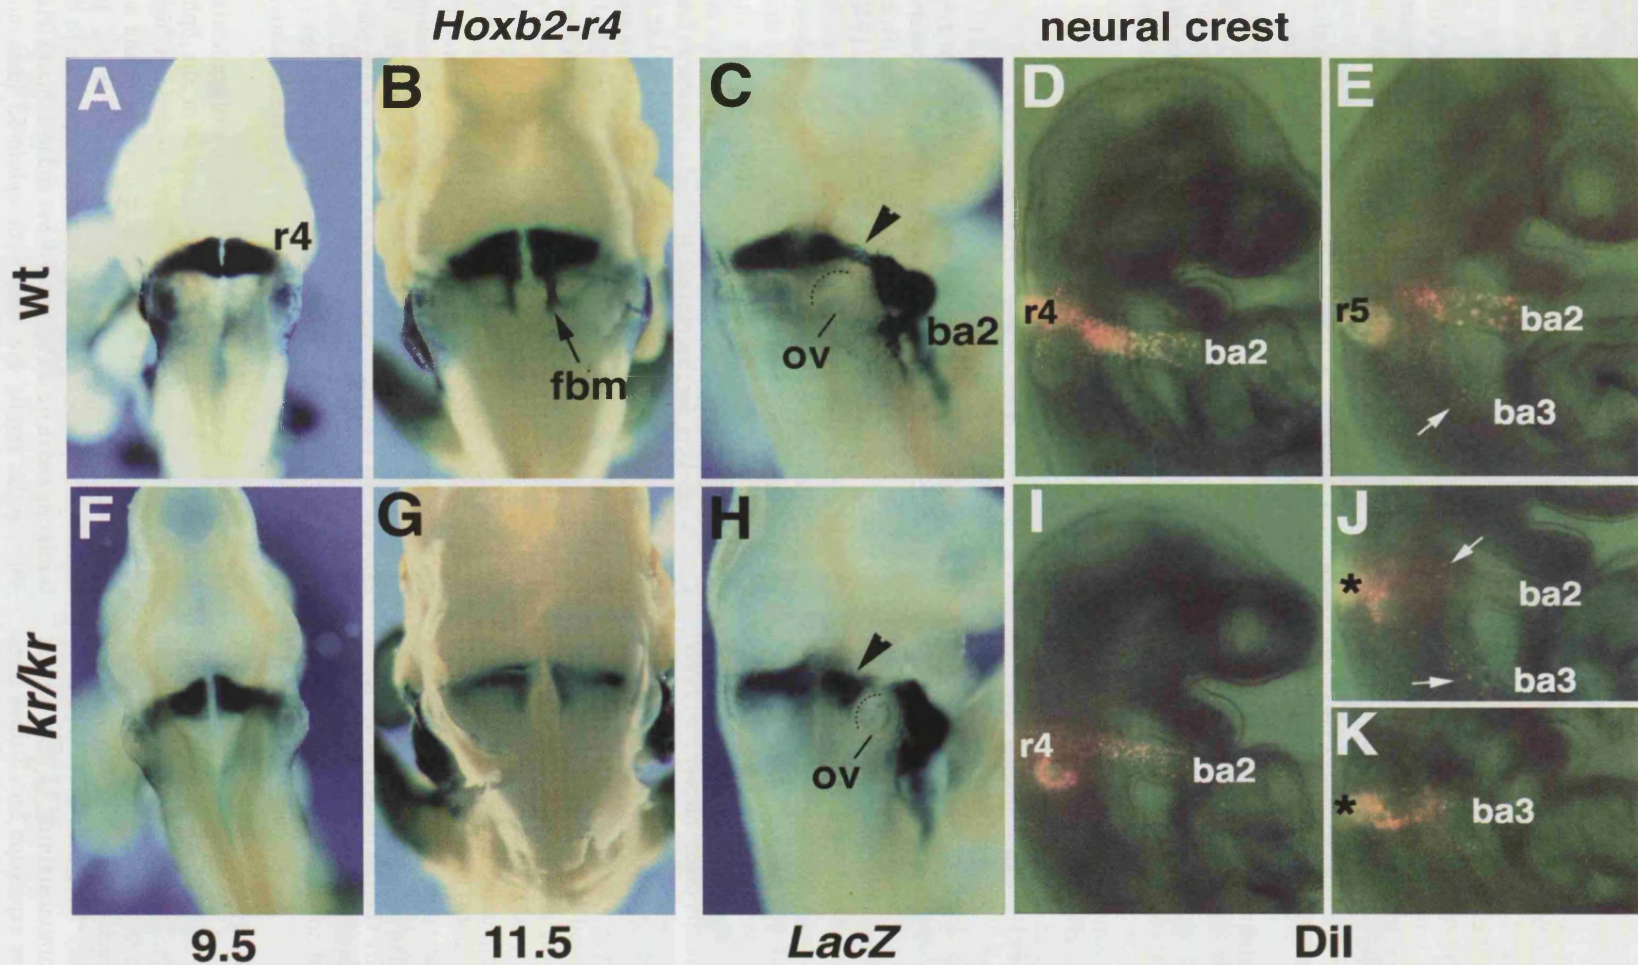 Hoxb2-r4
neural crest
wt
A
r4
B
fbm
C
ov
ba2
D
r4
ba2
E
r5
ba2
ba3
kr/kr
F
G
H
ov
I
r4
ba2
J
*
ba2
ba3
K
*
ba3
9.5
11.5
LacZ
DiI